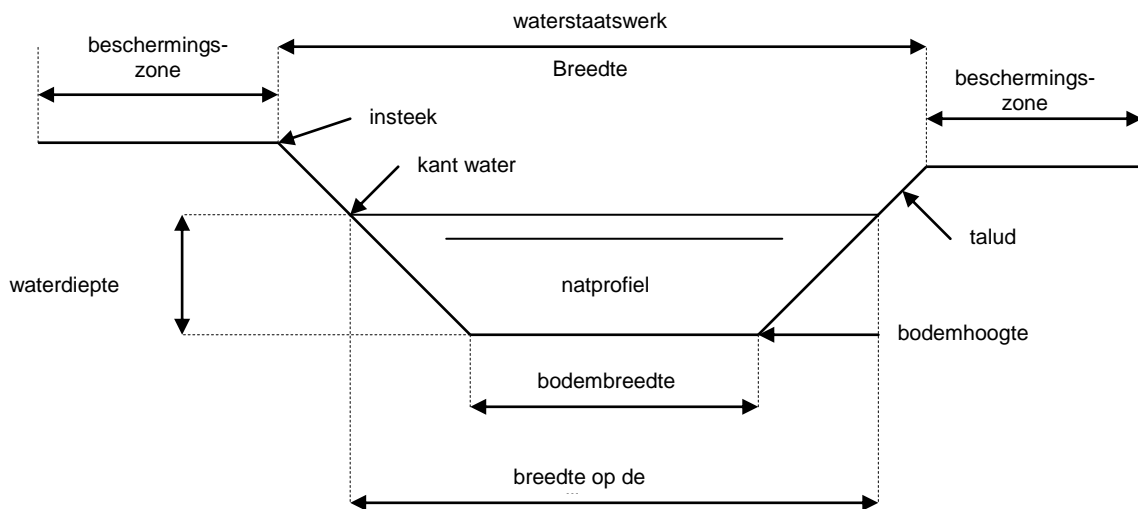 waterstaatswerk
beschermings-
zone
Breedte
beschermings-
zone
insteek
kant water
talud
waterdiepte
natprofiel
bodemhoogte
bodembreedte
breedte op de